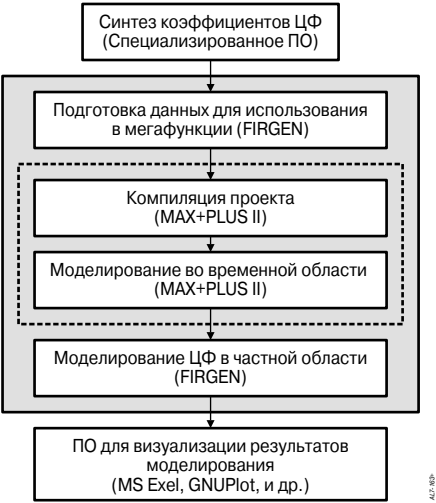 Синтез коэффициентов ЦФ
(Специализированное ПО)
Подготовка данных для использования
в мегафункции (FIRGEN)
Компиляция проекта
(MAX+PLUS II)
Моделирование во временной области
(MAX+PLUS II)
Моделирование ЦФ в частной области
(FIRGEN)
ПО для визуализации результатов
моделирования
(MS Exel, GNUPlot, и др.)